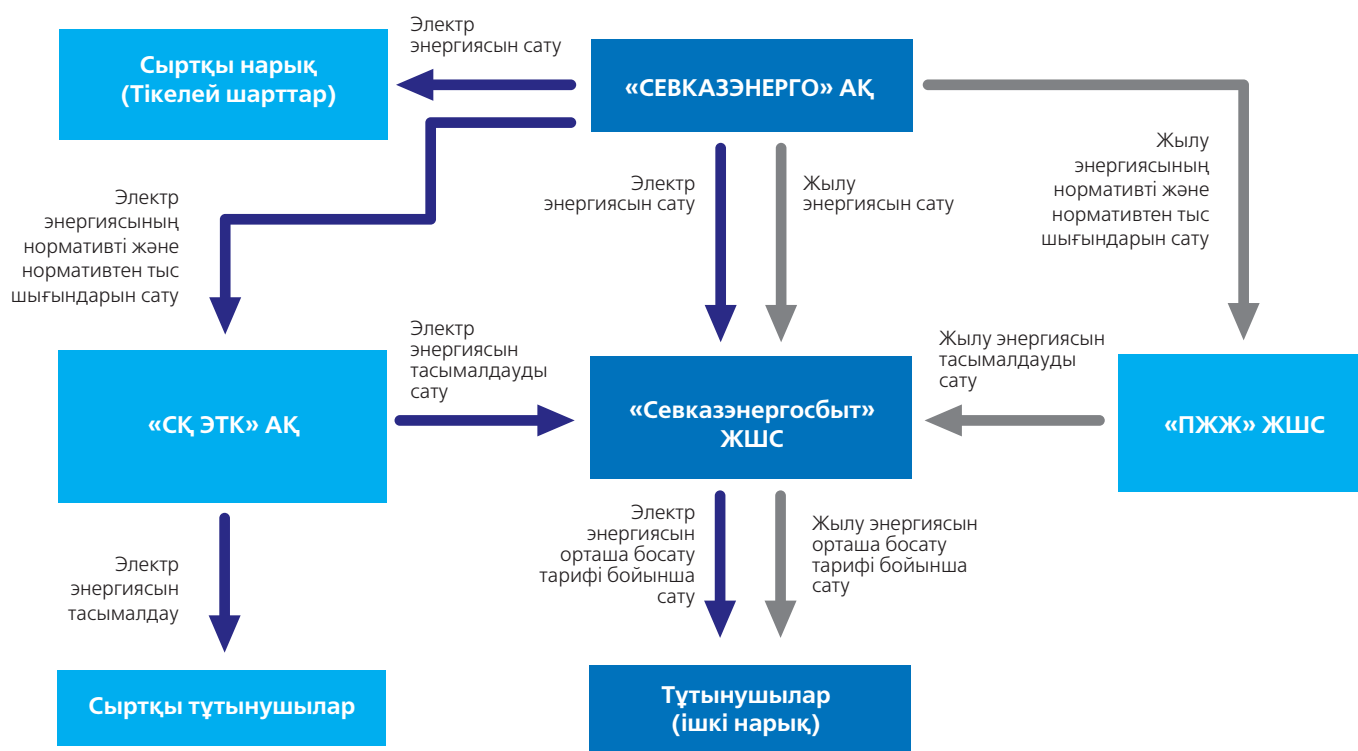 Электр
энергиясын сату
Сыртқы нарық
(Тікелей шарттар)
«СЕВКАЗЭНЕРГО» АҚ
Жылу
энергиясының
нормативті және
нормативтен тыс
шығындарын сату
Электр
энергиясын сату
Жылу
энергиясын сату
Электр
энергиясының
нормативті және
нормативтен тыс
шығындарын сату
Электр
энергиясын
тасымалдауды
сату
Жылу энергиясын
тасымалдауды
сату
«СҚ ЭТК» АҚ
«Севказэнергосбыт»
ЖШС
«ПЖЖ» ЖШС
Электр
энергиясын
тасымалдау
Электр
энергиясын
орташа босату
тарифі бойынша
сату
Жылу энергиясын
орташа босату
тарифі бойынша
сату
Сыртқы тұтынушылар
Тұтынушылар
(ішкі нарық)